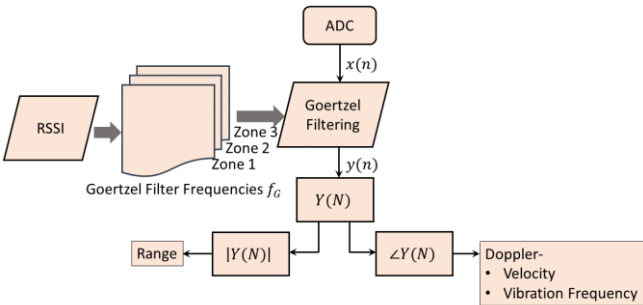 ADC
x(n)
RSSI
Zone 3
Zone 2
Zone 1
Goertzel
Filtering
Goertzel Filter Frequencies f_G
y(n)
Y(N)
Range
|Y(N)|
∠Y(N)
Doppler-
• Velocity
• Vibration Frequency